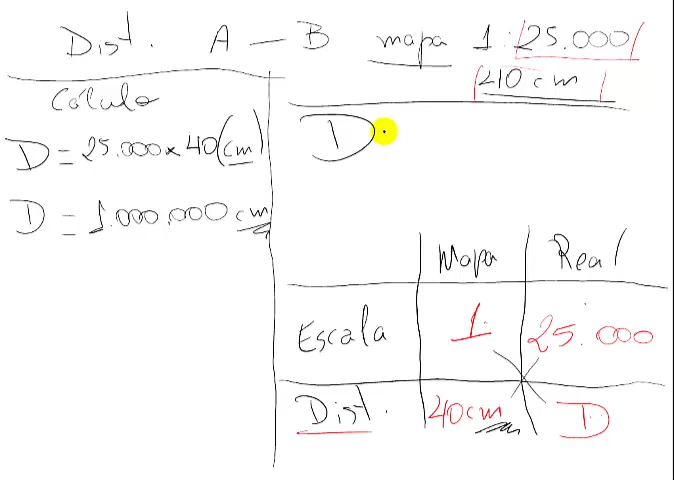 Dist. A — B mapa 1:25.000
40 cm
Cálculo
D = 25.000 x 40 (cm)
D = 1.000.000 cm
D
Mapa Real
Escala 1: 25.000
Dist. 40cm D